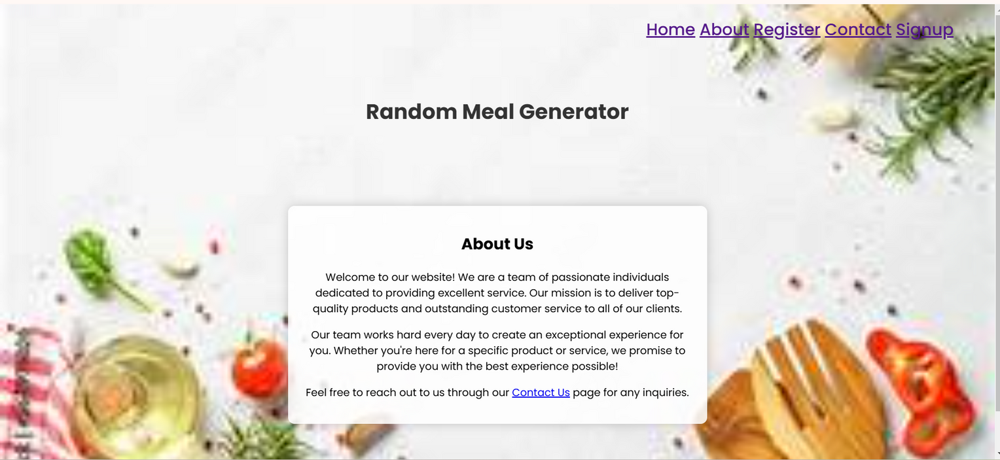 Home About Register Contact Signup
Random Meal Generator
About Us
Welcome to our website! We are a team of passionate individuals
dedicated to providing excellent service. Our mission is to deliver top-
quality products and outstanding customer service to all of our clients.
Our team works hard every day to create an exceptional experience for
you. Whether you're here for a specific product or service, we promise to
provide you with the best experience possible!
Feel free to reach out to us through our Contact Us page for any inquiries.